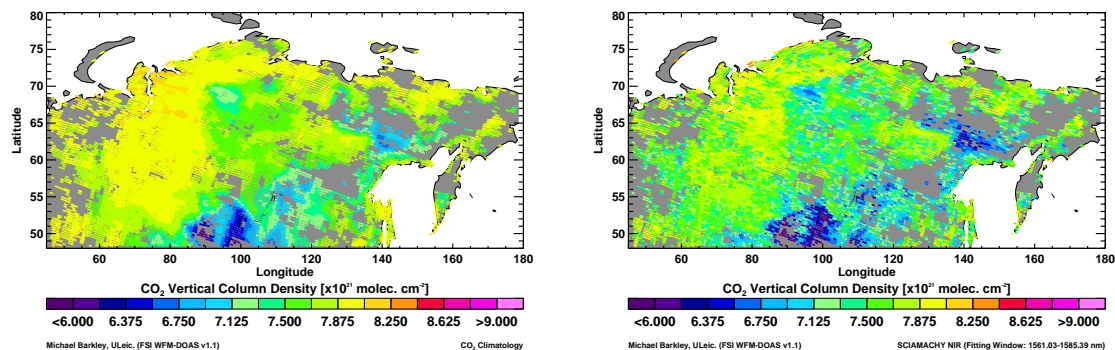 80
75
70
65
60
55
50
Latitude
60 80 100 120 140 160 180
Longitude
CO₂ Vertical Column Density [x10²¹ molec. cm⁻²]
<6.000 6.375 6.750 7.125 7.500 7.875 8.250 8.625 >9.000
Michael Barkley, ULeic. (FSI WFM-DOAS v1.1) CO₂ Climatology
80
75
70
65
60
55
50
Latitude
60 80 100 120 140 160 180
Longitude
CO₂ Vertical Column Density [x10²¹ molec. cm⁻²]
<6.000 6.375 6.750 7.125 7.500 7.875 8.250 8.625 >9.000
Michael Barkley, ULeic. (FSI WFM-DOAS v1.1) SCIAMACHY NIR (Fitting Window: 1561.03-1585.39 nm)